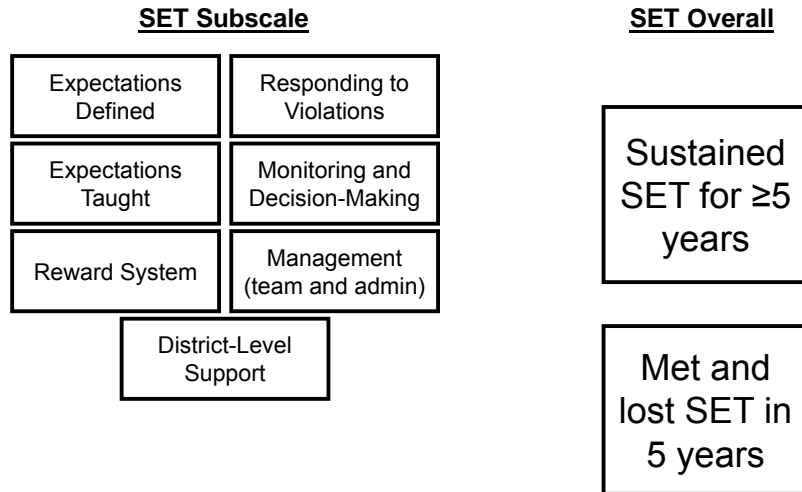 SET Subscale
SET Overall
Expectations
Defined
Responding to
Violations
Expectations
Taught
Monitoring and
Decision-Making
Reward System
Management
(team and admin)
District-Level
Support
Sustained
SET for ≥5
years
Met and
lost SET in
5 years